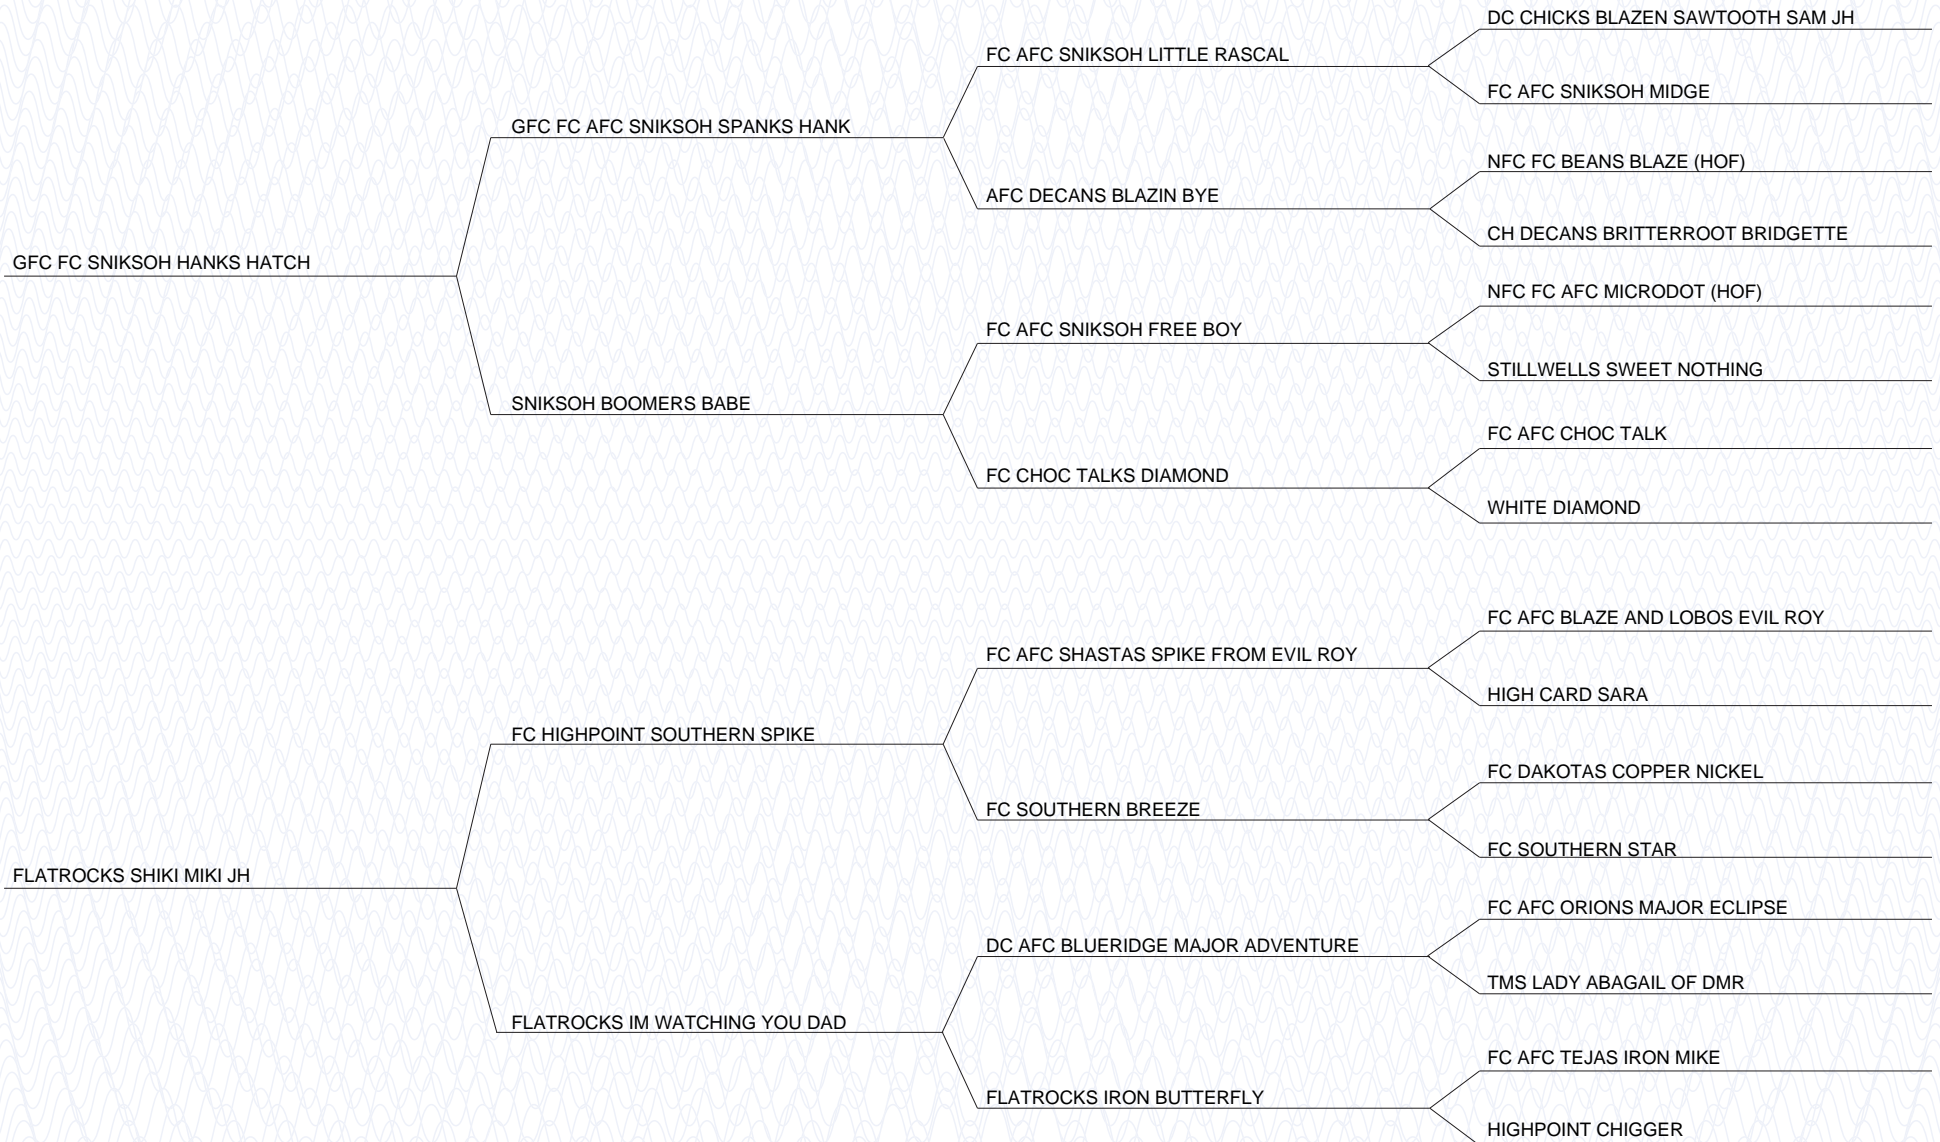 DC CHICKS BLAZEN SAWTOOTH SAM JH
FC AFC SNIKSOH LITTLE RASCAL
FC AFC SNIKSOH MIDGE
GFC FC AFC SNIKSOH SPANKS HANK
NFC FC BEANS BLAZE (HOF)
AFC DECANS BLAZIN BYE
CH DECANS BRITTERROOT BRIDGETTE
GFC FC SNIKSOH HANKS HATCH
NFC FC AFC MICRODOT (HOF)
FC AFC SNIKSOH FREE BOY
STILLWELLS SWEET NOTHING
SNIKSOH BOOMERS BABE
FC AFC CHOC TALK
FC CHOC TALKS DIAMOND
WHITE DIAMOND
FC AFC BLAZE AND LOBOS EVIL ROY
FC AFC SHASTAS SPIKE FROM EVIL ROY
HIGH CARD SARA
FC HIGHPOINT SOUTHERN SPIKE
FC DAKOTAS COPPER NICKEL
FC SOUTHERN BREEZE
FC SOUTHERN STAR
FLATROCKS SHIKI MIKI JH
FC AFC ORIONS MAJOR ECLIPSE
DC AFC BLUERIDGE MAJOR ADVENTURE
TMS LADY ABAGAIL OF DMR
FLATROCKS IM WATCHING YOU DAD
FC AFC TEJAS IRON MIKE
FLATROCKS IRON BUTTERFLY
HIGHPOINT CHIGGER